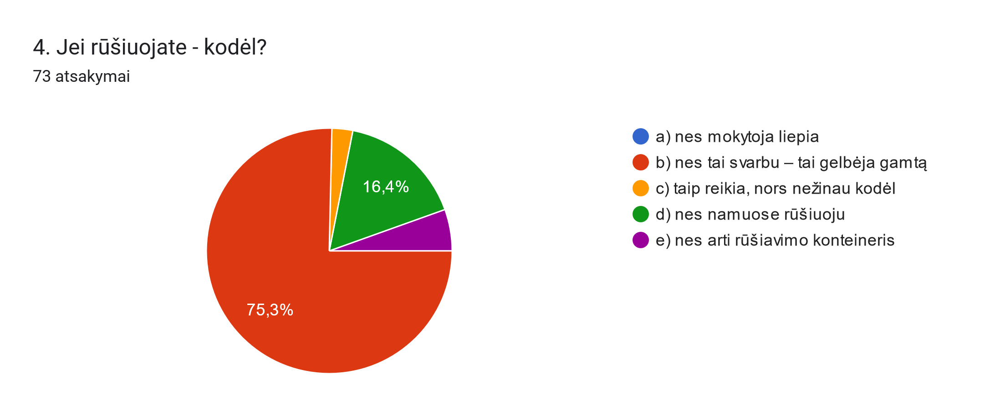 4. Jei rūšiuojate - kodėl?
73 atsakymai
16,4%
75,3%
a) nes mokytoja liepia
b) nes tai svarbu – tai gelbėja gamtą
c) taip reikia, nors nežinau kodėl
d) nes namuose rūšiuoju
e) nes arti rūšiavimo konteineris